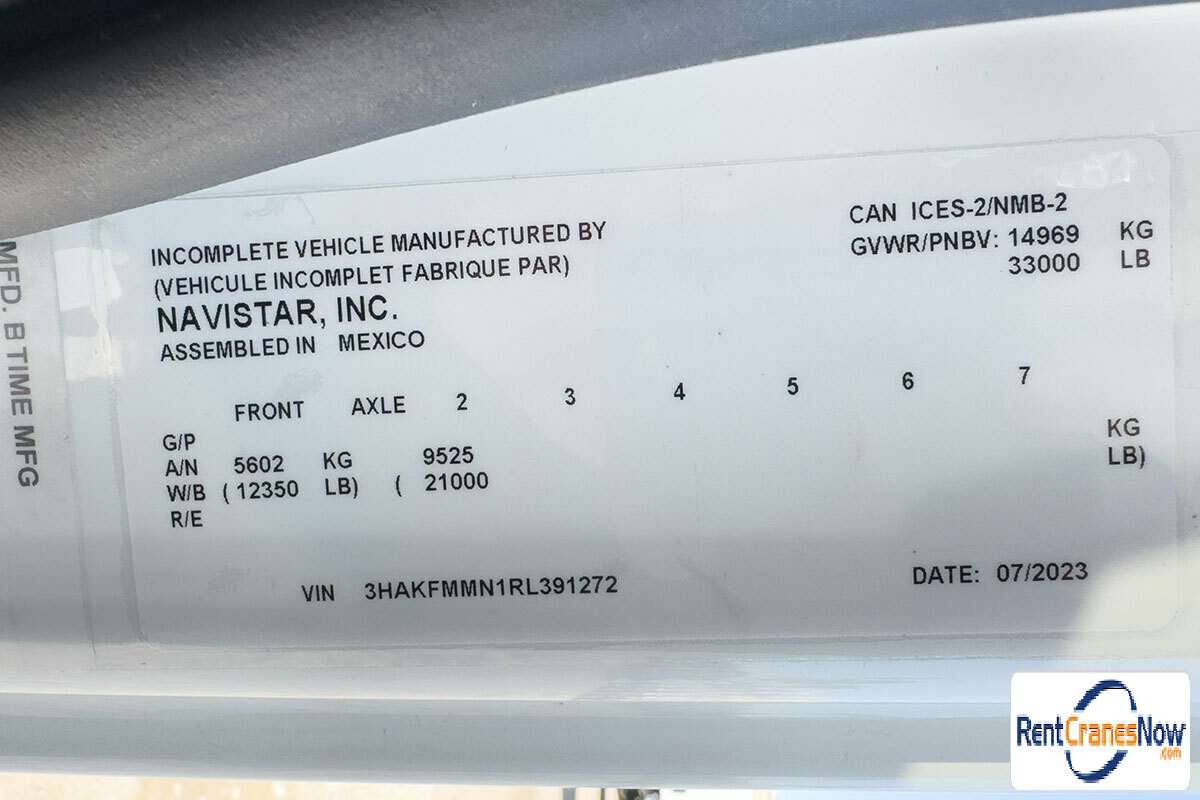 INCOMPLETE VEHICLE MANUFACTURED BY
(VEHICULE INCOMPLET FABRIQUE PAR)
NAVISTAR, INC.
ASSEMBLED IN MEXICO
CAN ICES-2/NMB-2
GVWR/PNBV: 14969 KG
33000 LB
FRONT AXLE 2 3 4 5 6 7
G/P
A/N 5602 KG 9525 KG
W/B ( 12350 LB) ( 21000 LB)
R/E
VIN 3HAKFMMN1RL391272
DATE: 07/2023
MFD. B TIME MFG
RentCranesNow
.com